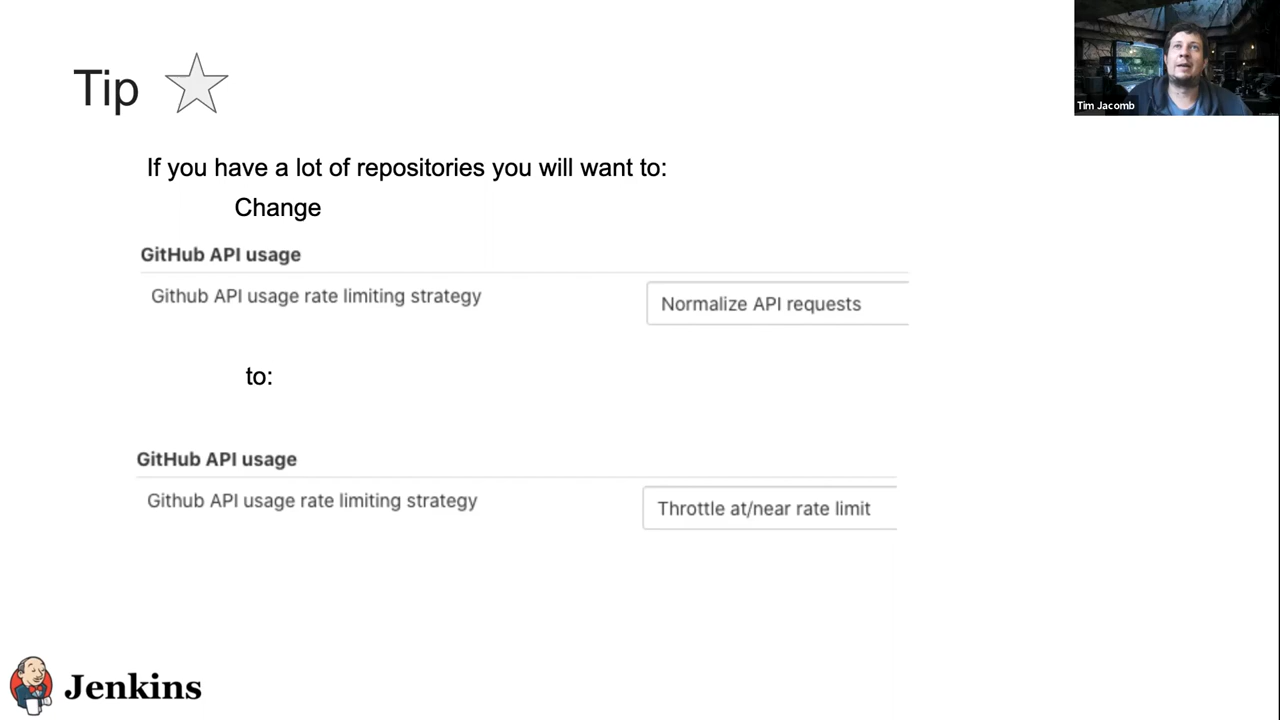 Tip
Tim Jacomb
If you have a lot of repositories you will want to:
Change
GitHub API usage
Github API usage rate limiting strategy
Normalize API requests
to:
GitHub API usage
Github API usage rate limiting strategy
Throttle at/near rate limit
Jenkins